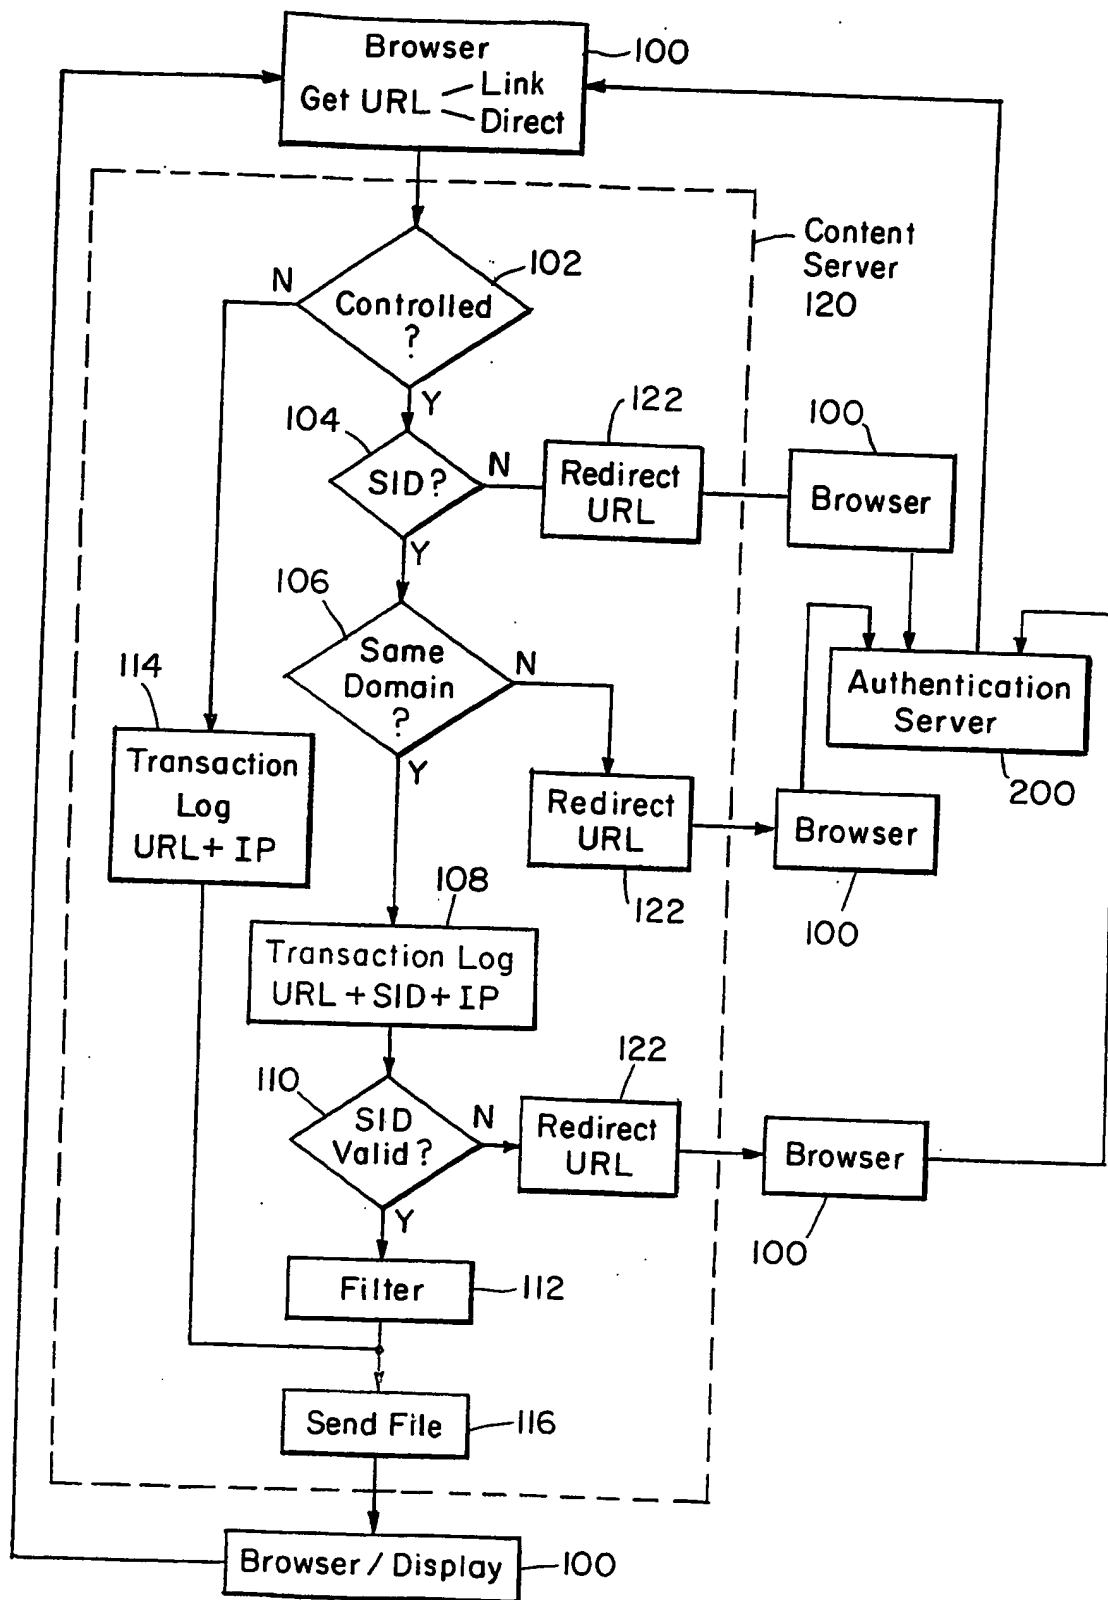 Browser
100
Get URL
Link
Direct
Content
Server
120
N
102
Controlled
?
Y
104
SID?
N
122
Redirect
URL
100
Browser
Y
106
Same
Domain
?
N
Authentication
Server
200
114
Transaction
Log
URL+IP
Y
Redirect
URL
122
Browser
100
108
Transaction Log
URL+SID+IP
110
SID
Valid?
N
122
Redirect
URL
Browser
100
Y
Filter
112
Send File
116
Browser/Display
100